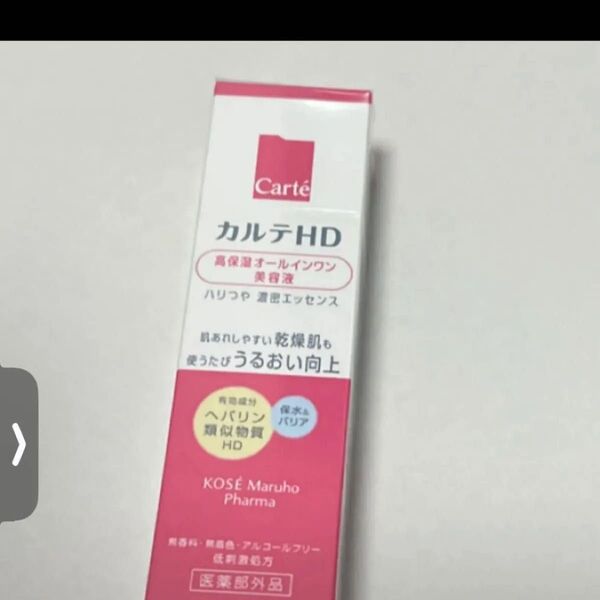 Carté
カルテHD
高保湿オールインワン
美容液
ハリつや 濃密エッセンス
肌あれしやすい乾燥肌も
使うたびうるおい向上
有効成分
ヘパリン
類似物質
HD
保水&
バリア
KOSÉ Maruho
Pharma
無香料・無着色・アルコールフリー
低刺激処方
医薬部外品